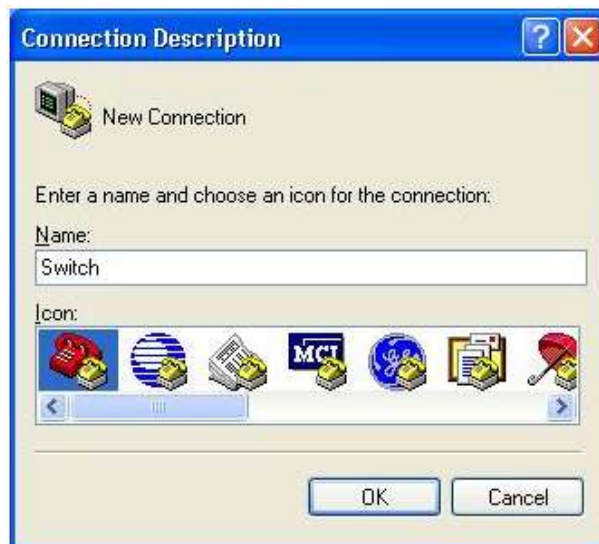 Connection Description
New Connection
Enter a name and choose an icon for the connection:
Name:
Switch
Icon:
MCI
OK
Cancel